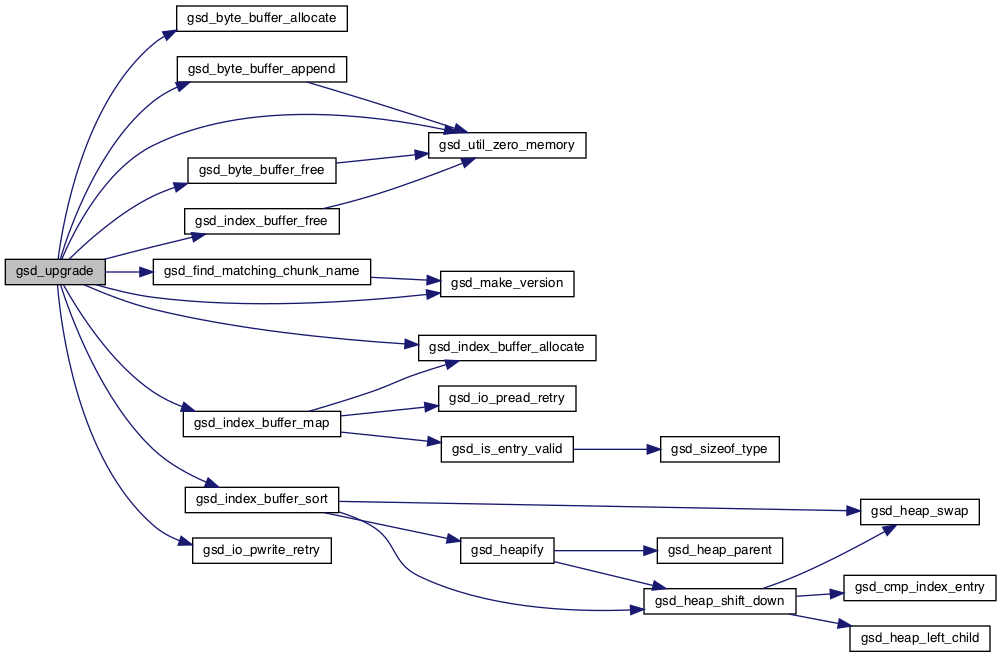 gsd_byte_buffer_allocate
gsd_byte_buffer_append
gsd_util_zero_memory
gsd_byte_buffer_free
gsd_index_buffer_free
gsd_upgrade
gsd_find_matching_chunk_name
gsd_make_version
gsd_index_buffer_allocate
gsd_io_pread_retry
gsd_index_buffer_map
gsd_is_entry_valid
gsd_sizeof_type
gsd_index_buffer_sort
gsd_heap_swap
gsd_io_pwrite_retry
gsd_heapify
gsd_heap_parent
gsd_cmp_index_entry
gsd_heap_shift_down
gsd_heap_left_child